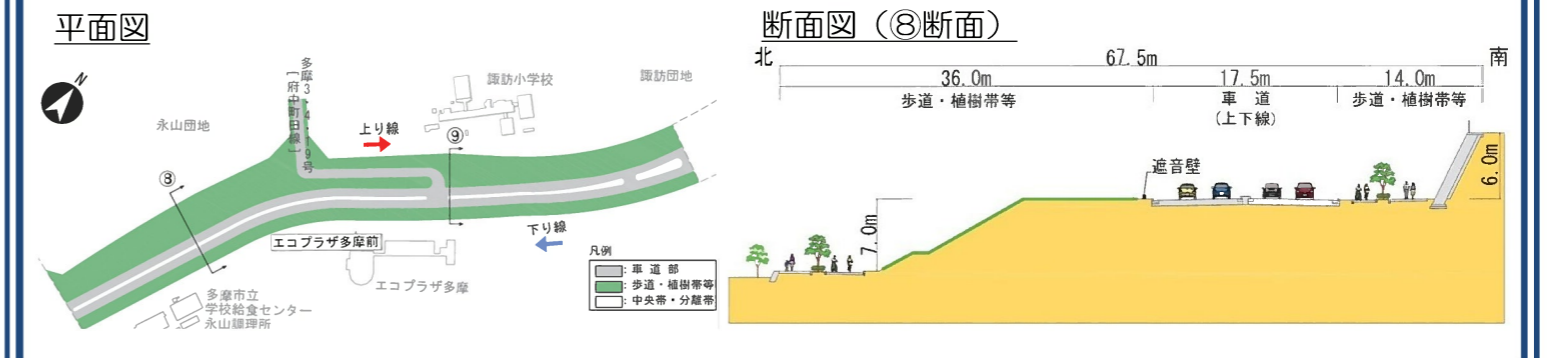 平面図
N
多摩3・4・19号
[府中町田線]
諏訪小学校
諏訪団地
永山団地
上り線
⑨
⑧
下り線
エコプラザ多摩前
エコプラザ多摩
多摩市立
学校給食センター
永山調理所
凡例
: 車 道 部
: 歩道・植樹帯等
: 中央帯・分離帯
断面図（⑧断面）
北
南
67.5m
36.0m
歩道・植樹帯等
17.5m
車 道
(上下線)
14.0m
歩道・植樹帯等
遮音壁
7.0m
6.0m